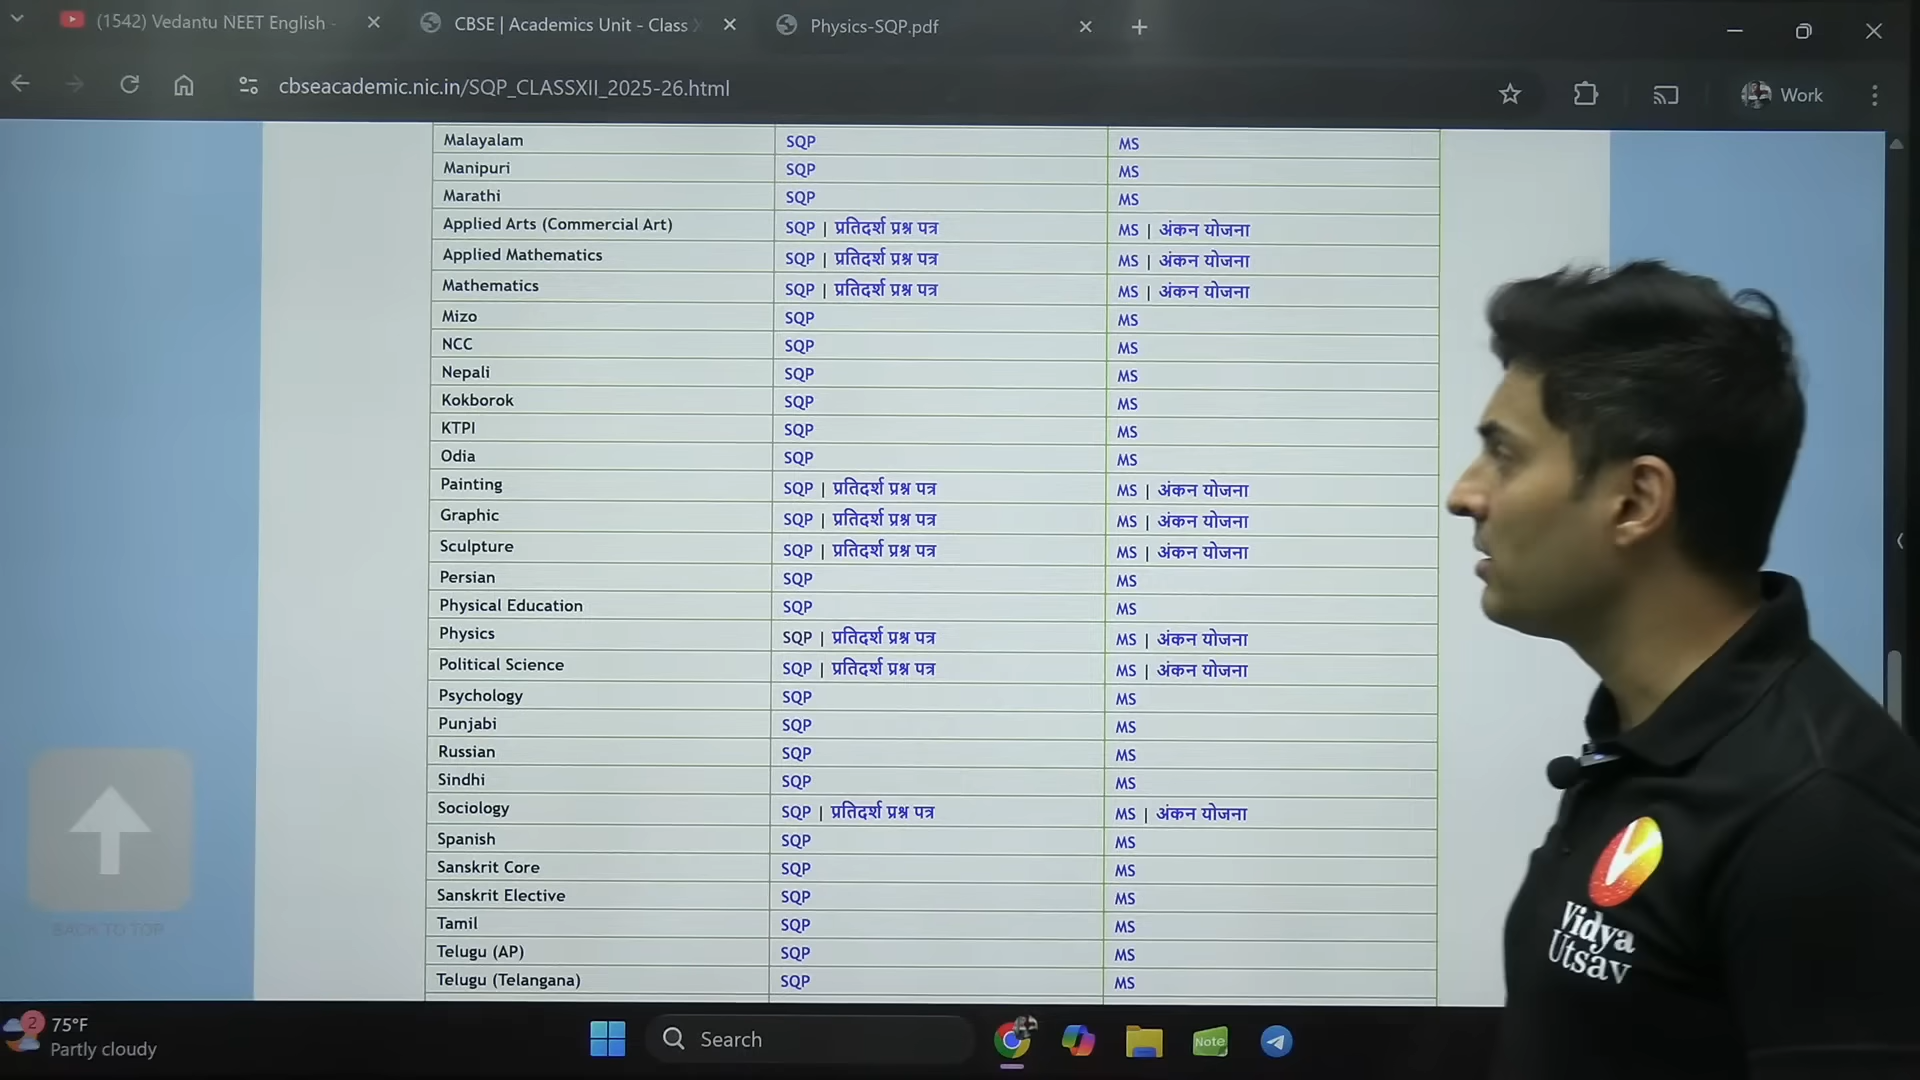 (1542) Vedantu NEET English -
CBSE | Academics Unit - Class X
Physics-SQP.pdf
cbseacademic.nic.in/SQP_CLASSXII_2025-26.html
Work
Malayalam SQP MS
Manipuri SQP MS
Marathi SQP MS
Applied Arts (Commercial Art) SQP | प्रतिदर्श प्रश्न पत्र MS | अंकन योजना
Applied Mathematics SQP | प्रतिदर्श प्रश्न पत्र MS | अंकन योजना
Mathematics SQP | प्रतिदर्श प्रश्न पत्र MS | अंकन योजना
Mizo SQP MS
NCC SQP MS
Nepali SQP MS
Kokborok SQP MS
KTPI SQP MS
Odia SQP MS
Painting SQP | प्रतिदर्श प्रश्न पत्र MS | अंकन योजना
Graphic SQP | प्रतिदर्श प्रश्न पत्र MS | अंकन योजना
Sculpture SQP | प्रतिदर्श प्रश्न पत्र MS | अंकन योजना
Persian SQP MS
Physical Education SQP MS
Physics SQP | प्रतिदर्श प्रश्न पत्र MS | अंकन योजना
Political Science SQP | प्रतिदर्श प्रश्न पत्र MS | अंकन योजना
Psychology SQP MS
Punjabi SQP MS
Russian SQP MS
Sindhi SQP MS
Sociology SQP | प्रतिदर्श प्रश्न पत्र MS | अंकन योजना
Spanish SQP MS
Sanskrit Core SQP MS
Sanskrit Elective SQP MS
Tamil SQP MS
Telugu (AP) SQP MS
Telugu (Telangana) SQP MS
BACK TO TOP
Vidya
Utsav
2
75°F
Partly cloudy
Search
Note